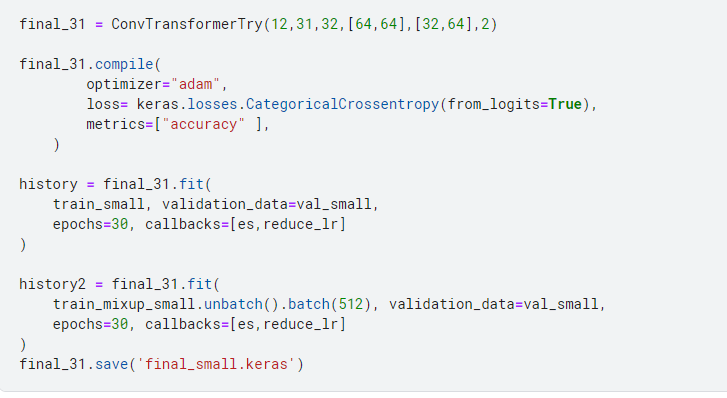 final_31 = ConvTransformerTry(12,31,32,[64,64],[32,64],2)

final_31.compile(
        optimizer="adam",
        loss= keras.losses.CategoricalCrossentropy(from_logits=True),
        metrics=["accuracy" ],
    )

history = final_31.fit(
    train_small, validation_data=val_small,
    epochs=30, callbacks=[es,reduce_lr]
)

history2 = final_31.fit(
    train_mixup_small.unbatch().batch(512), validation_data=val_small,
    epochs=30, callbacks=[es,reduce_lr]
)
final_31.save('final_small.keras')